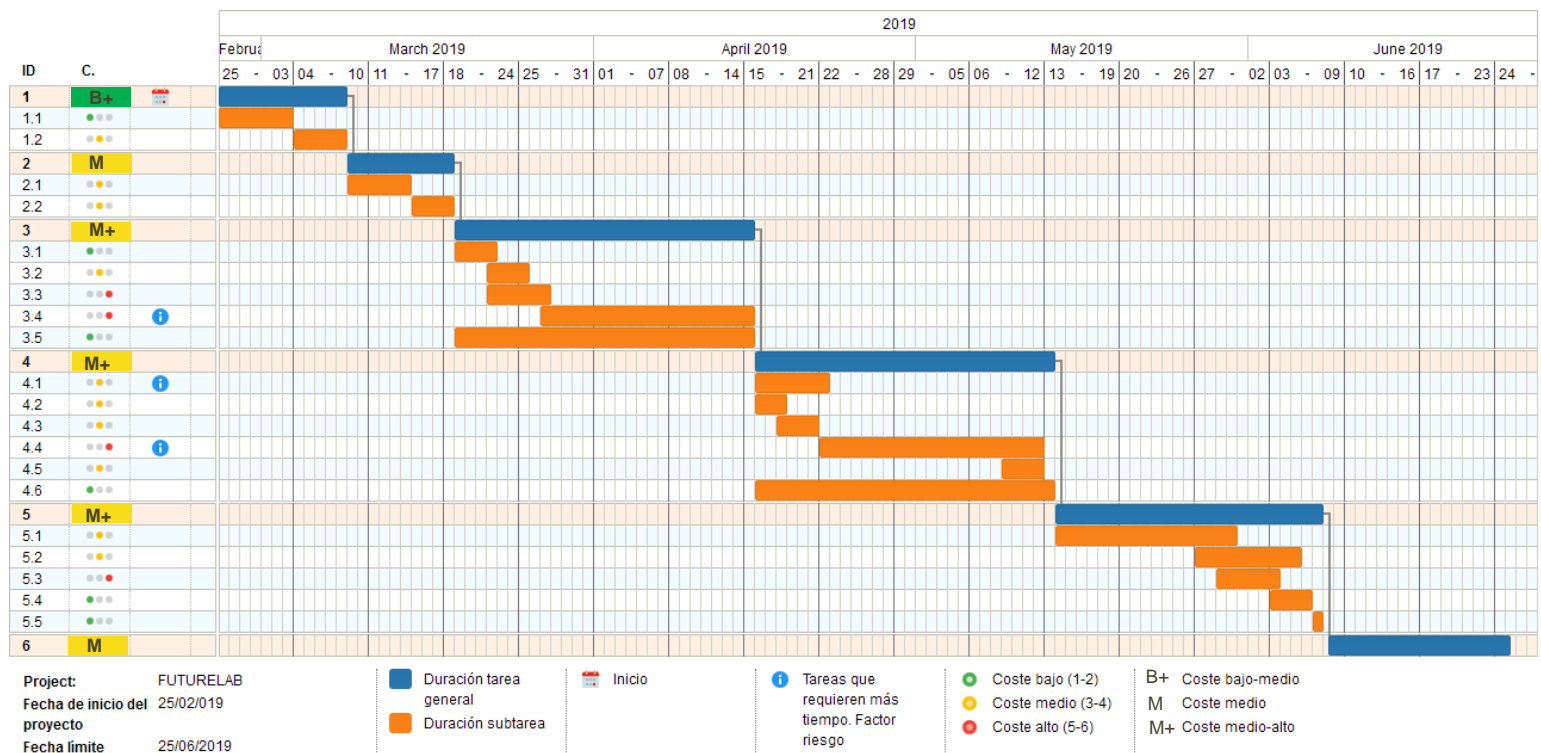 2019
Februa March 2019 April 2019 May 2019 June 2019
ID C. 25 - 03 04 - 10 11 - 17 18 - 24 25 - 31 01 - 07 08 - 14 15 - 21 22 - 28 29 - 05 06 - 12 13 - 19 20 - 26 27 - 02 03 - 09 10 - 16 17 - 23 24 -
1 B+
1.1
1.2
2 M
2.1
2.2
3 M+
3.1
3.2
3.3
3.4 i
3.5
4 M+
4.1 i
4.2
4.3
4.4 i
4.5
4.6
5 M+
5.1
5.2
5.3
5.4
5.5
6 M
Project: FUTURELAB
Fecha de inicio del 25/02/019
proyecto
Fecha límite 25/06/2019
Duración tarea
general
Duración subtarea
Inicio
i Tareas que
requieren más
tiempo. Factor
riesgo
Coste bajo (1-2)
Coste medio (3-4)
Coste alto (5-6)
B+ Coste bajo-medio
M Coste medio
M+ Coste medio-alto